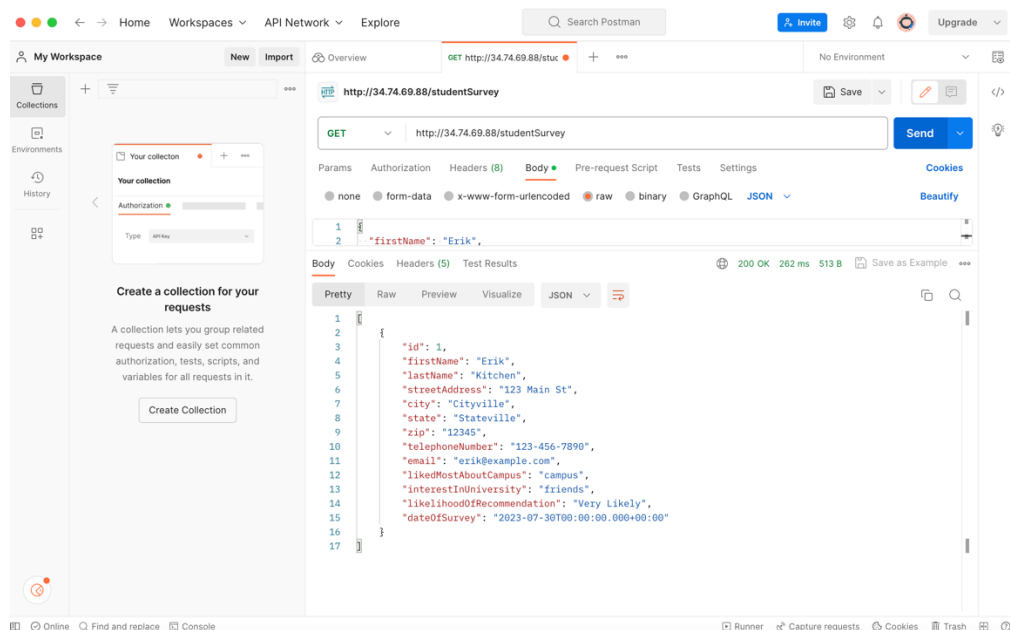 Home Workspaces API Network Explore Search Postman Invite Upgrade
My Workspace New Import Overview GET http://34.74.69.88/stuc No Environment
Collections
http://34.74.69.88/studentSurvey Save
GET http://34.74.69.88/studentSurvey Send
Environments
Params Authorization Headers (8) Body Pre-request Script Tests Settings Cookies
History
none form-data x-www-form-urlencoded raw binary GraphQL JSON Beautify
Your collecton
Your collection
Authorization
Type API Key
1 {
2 "firstName": "Erik",
Body Cookies Headers (5) Test Results 200 OK 262 ms 513 B Save as Example
Pretty Raw Preview Visualize JSON
Create a collection for your
requests
A collection lets you group related
requests and easily set common
authorization, tests, scripts, and
variables for all requests in it.
Create Collection
1 [
2 {
3 "id": 1,
4 "firstName": "Erik",
5 "lastName": "Kitchen",
6 "streetAddress": "123 Main St",
7 "city": "Cityville",
8 "state": "Stateville",
9 "zip": "12345",
10 "telephoneNumber": "123-456-7890",
11 "email": "erik@example.com",
12 "likedMostAboutCampus": "campus",
13 "interestInUniversity": "friends",
14 "likelihoodOfRecommendation": "Very Likely",
15 "dateOfSurvey": "2023-07-30T00:00:00.000+00:00"
16 }
17 ]
Online Find and replace Console Runner Capture requests Cookies Trash